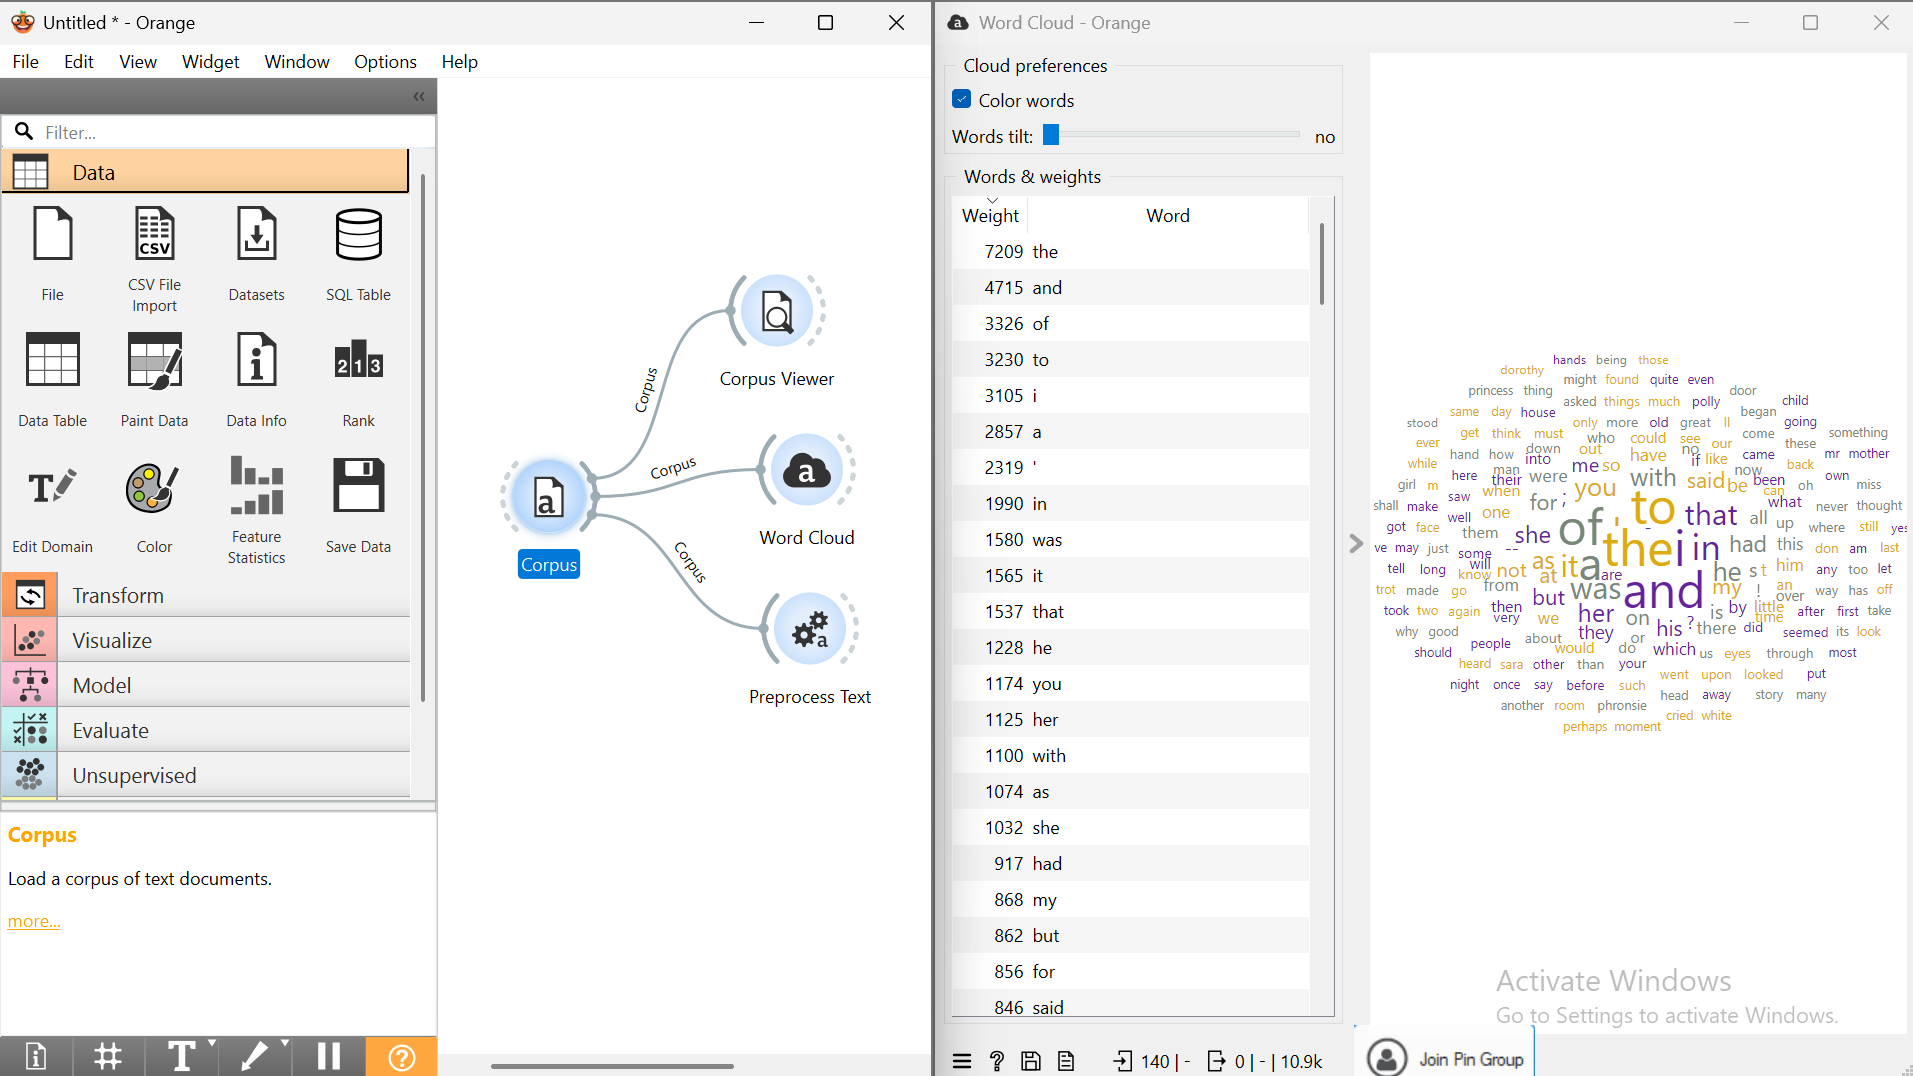 Untitled * - Orange
File Edit View Widget Window Options Help
Filter...
Data
File
CSV
CSV File Import
Datasets
SQL Table
Data Table
Paint Data
Data Info
213
Rank
Edit Domain
Color
Feature Statistics
Save Data
Transform
Visualize
Model
Evaluate
Unsupervised
Corpus
Load a corpus of text documents.
more...
Corpus
Corpus Viewer
Corpus
Word Cloud
Corpus
Preprocess Text
Corpus
Word Cloud - Orange
Cloud preferences
Color words
Words tilt: no
Words & weights
Weight Word
7209 the
4715 and
3326 of
3230 to
3105 i
2857 a
2319 '
1990 in
1580 was
1565 it
1537 that
1228 he
1174 you
1125 her
1100 with
1074 as
1032 she
917 had
868 my
862 but
856 for
846 said
140 | - 0 | - | 10.9k
hands being those
dorothy might found quite even
princess thing asked things much polly door child
same day house only more old great ll began going
stood get think must who could see our come these something
ever hand how down out have no if like came now back mr mother
while here man their into were me so with said be been can what own
girl m saw when for ; you to that oh miss
shall make well one of ' all up never thought
got face them she the i in had this where still yes
ve may just some -- will as it a are he s t him don am last
tell long know not at was and my ! an any too let
trot made go from but her is by little over way has off
took two again then very we they on his ? there did time after first take
why good people about would do or which us eyes through seemed its look
should heard sara other than your went upon looked put most
night once say before such head away story many
another room phronsie cried white
perhaps moment
Activate Windows
Go to Settings to activate Windows.
Join Pin Group